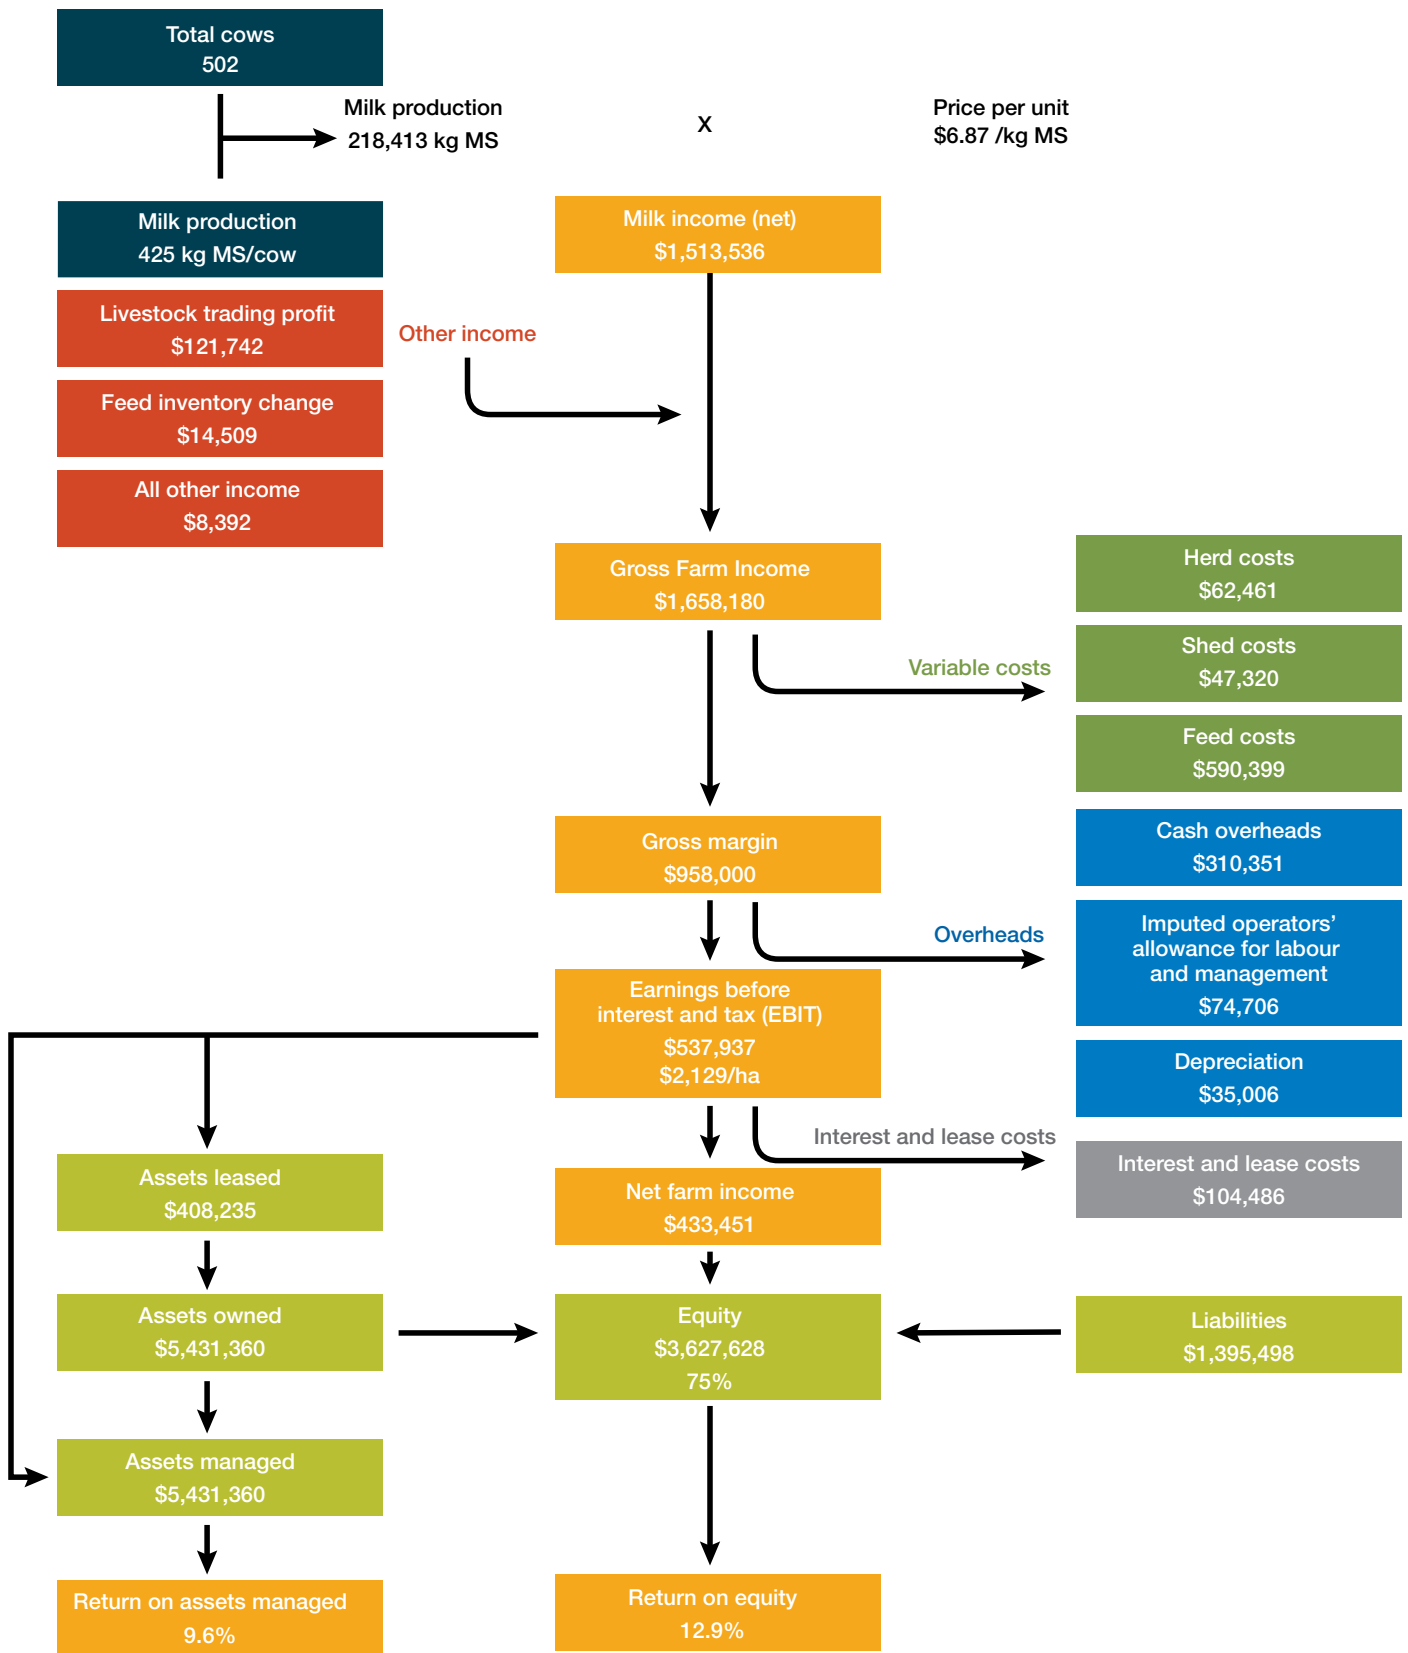 Total cows
502
Milk production
218,413 kg MS
X
Price per unit
$6.87 /kg MS
Milk production
425 kg MS/cow
Milk income (net)
$1,513,536
Livestock trading profit
$121,742
Other income
Feed inventory change
$14,509
All other income
$8,392
Gross Farm Income
$1,658,180
Herd costs
$62,461
Variable costs
Shed costs
$47,320
Feed costs
$590,399
Gross margin
$958,000
Cash overheads
$310,351
Overheads
Imputed operators’
allowance for labour
and management
$74,706
Earnings before
interest and tax (EBIT)
$537,937
$2,129/ha
Depreciation
$35,006
Interest and lease costs
Interest and lease costs
$104,486
Assets leased
$408,235
Net farm income
$433,451
Assets owned
$5,431,360
Equity
$3,627,628
75%
Liabilities
$1,395,498
Assets managed
$5,431,360
Return on assets managed
9.6%
Return on equity
12.9%